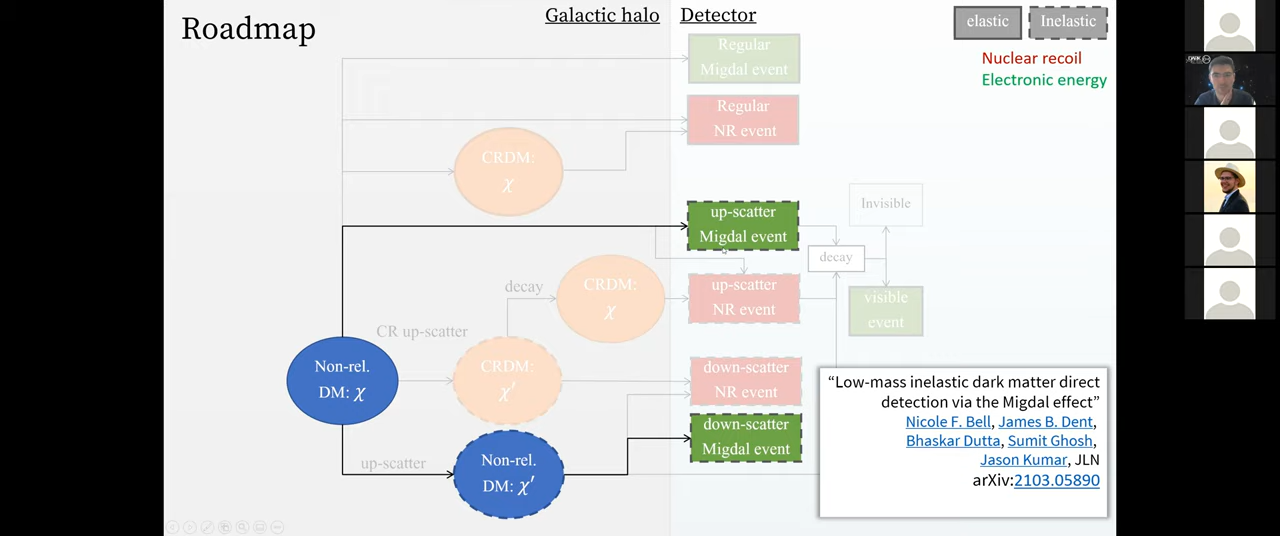 Roadmap
Galactic halo
Detector
elastic
Inelastic
Nuclear recoil
Electronic energy
Regular
Migdal event
Regular
NR event
CRDM:
χ
up-scatter
Migdal event
Invisible
decay
decay
CRDM:
χ
up-scatter
NR event
visible
event
CR up-scatter
Non-rel.
DM: χ
CRDM:
χ′
down-scatter
NR event
down-scatter
Migdal event
up-scatter
Non-rel.
DM: χ′
“Low-mass inelastic dark matter direct
detection via the Migdal effect”
Nicole F. Bell, James B. Dent,
Bhaskar Dutta, Sumit Ghosh,
Jason Kumar, JLN
arXiv:2103.05890